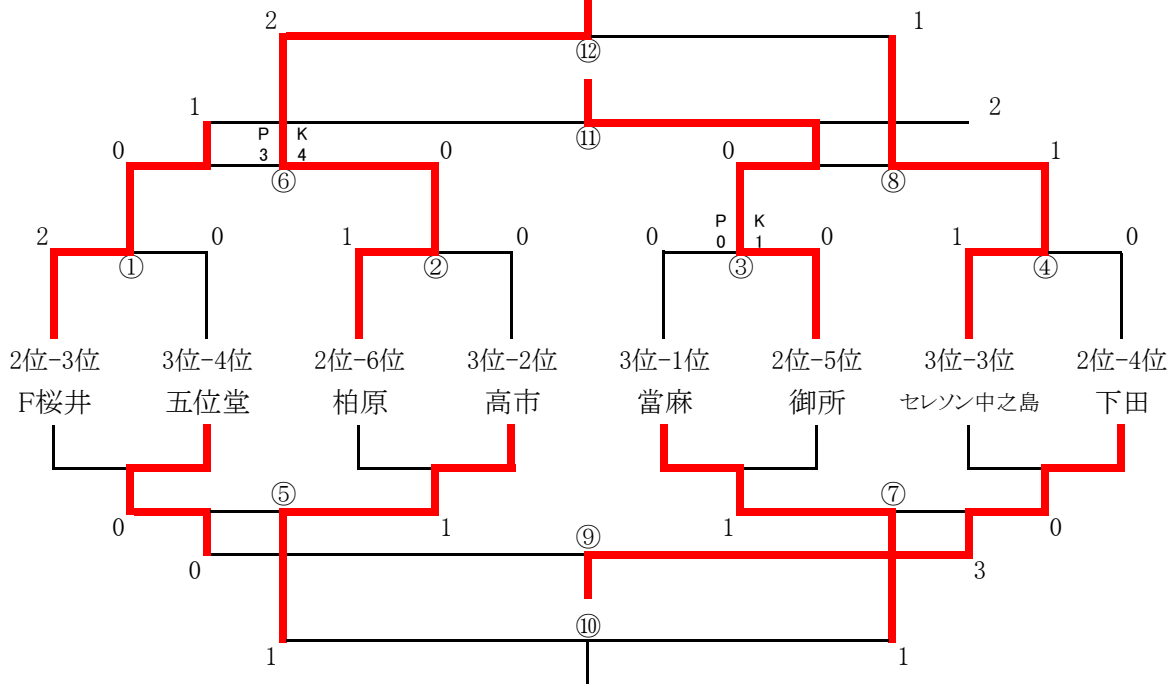 2 1
⑫
1 2
⑪
P K
3 4
0 0 0 1
⑥ ⑧
P K
0 1
2 0 1 0 0 0 1 0
① ② ③ ④
2位-3位 3位-4位 2位-6位 3位-2位 3位-1位 2位-5位 3位-3位 2位-4位
F桜井 五位堂 柏原 高市 當麻 御所 セレソン中之島 下田
⑤ ⑦
0 1 1 0
⑨
0 3
⑩
1 1